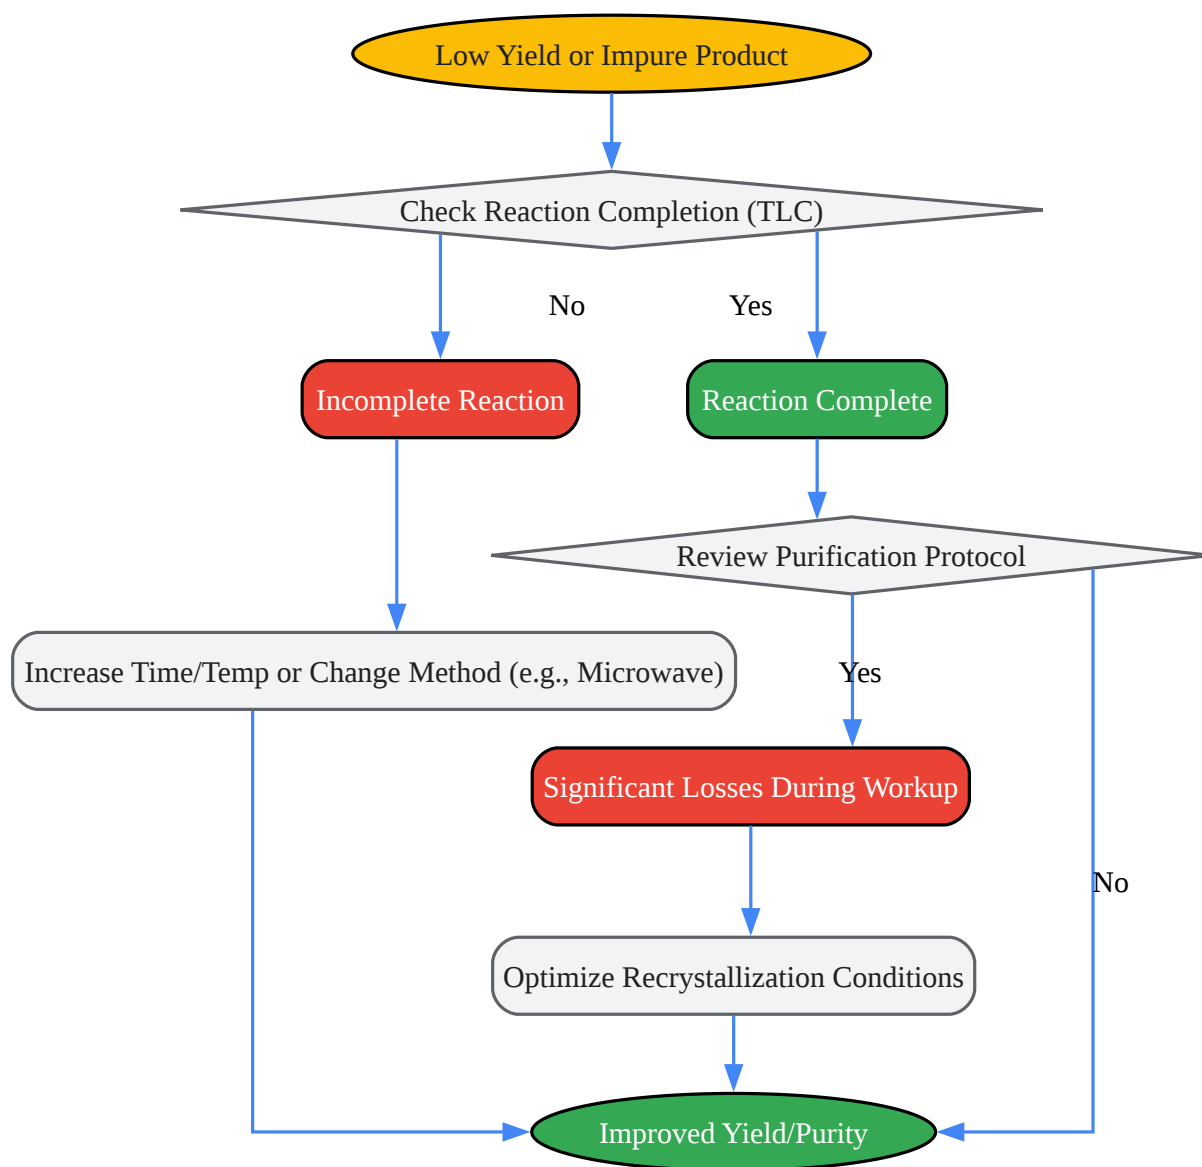 Low Yield or Impure Product
Check Reaction Completion (TLC)
No
Yes
Incomplete Reaction
Reaction Complete
Review Purification Protocol
Increase Time/Temp or Change Method (e.g., Microwave)
Yes
Significant Losses During Workup
No
Optimize Recrystallization Conditions
Improved Yield/Purity